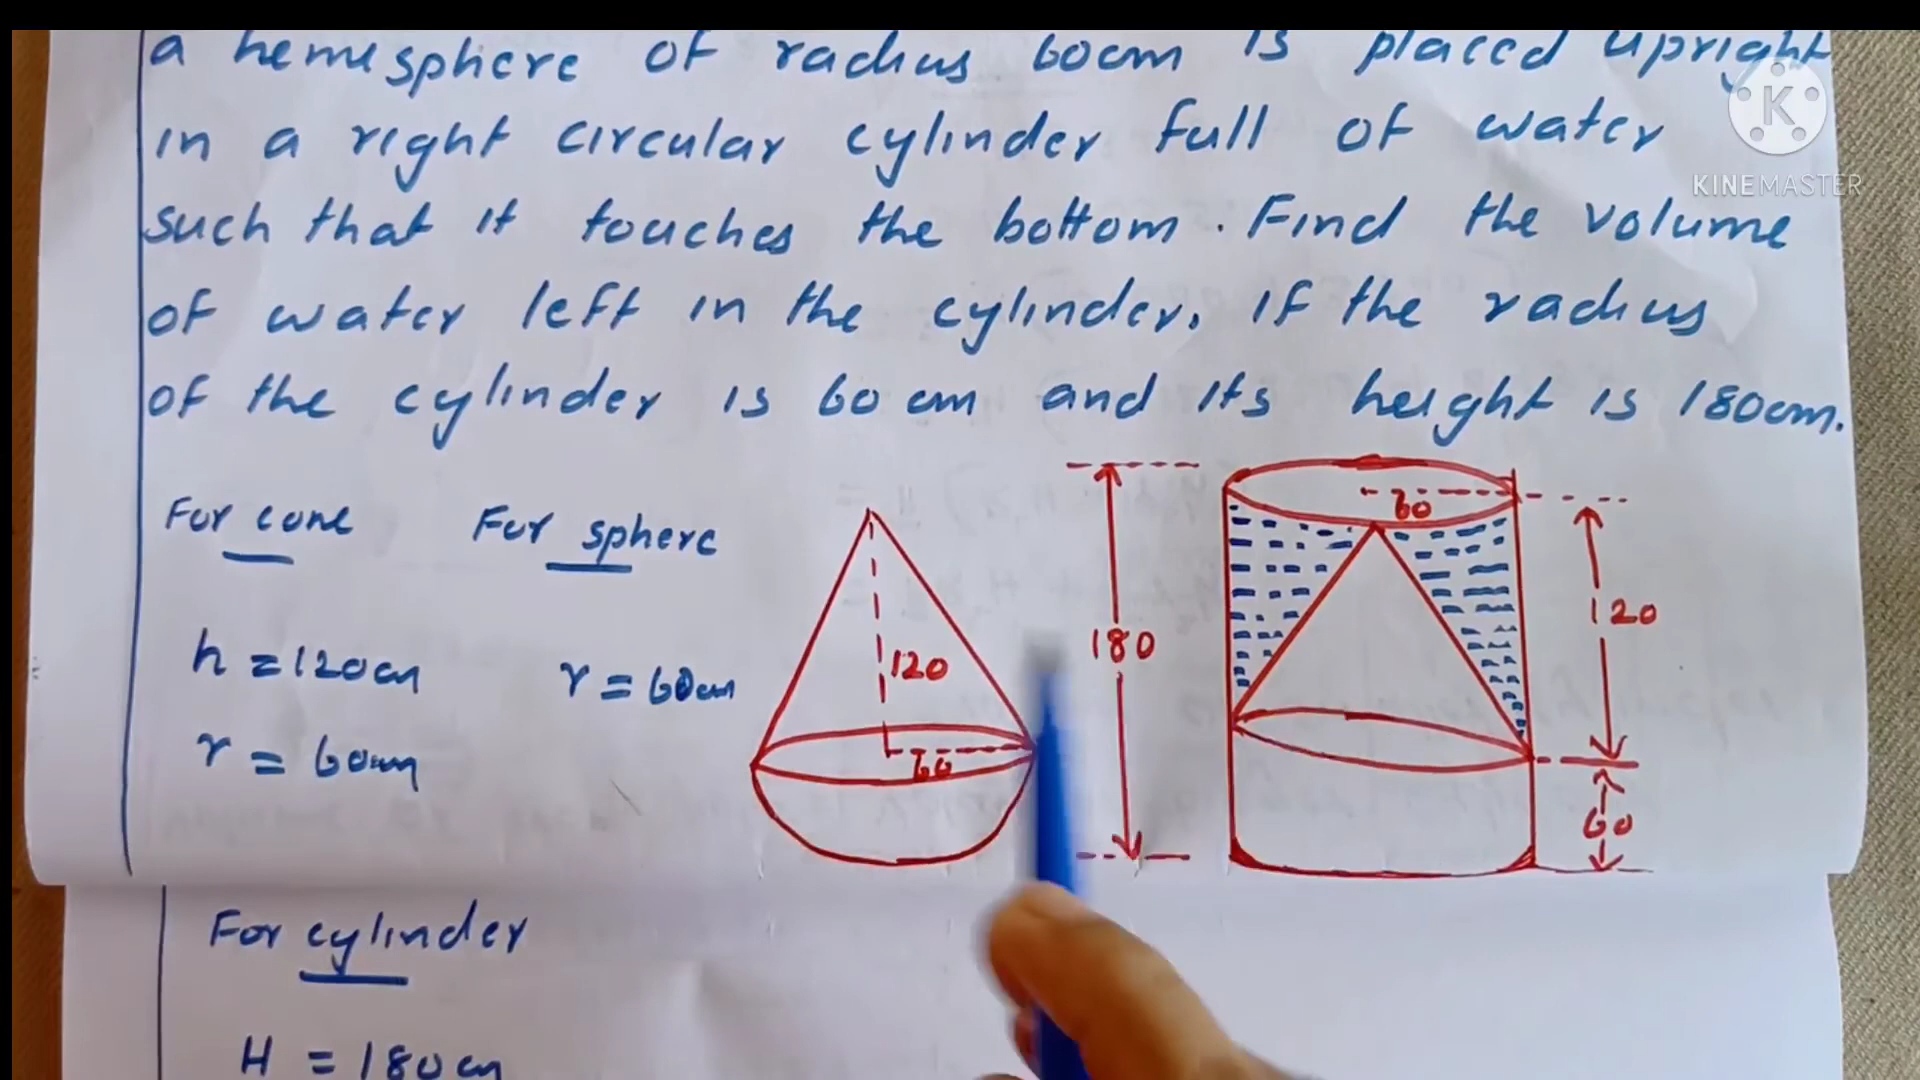 a hemisphere of radius 60cm is placed upright
in a right circular cylinder full of water
such that it touches the bottom. Find the volume
of water left in the cylinder, if the radius
of the cylinder is 60 cm and its height is 180cm.
For cone For sphere
h = 120cm r = 60cm
r = 60cm
120
60
180
60
120
60
For cylinder
H = 180cm
K
KINEMASTER